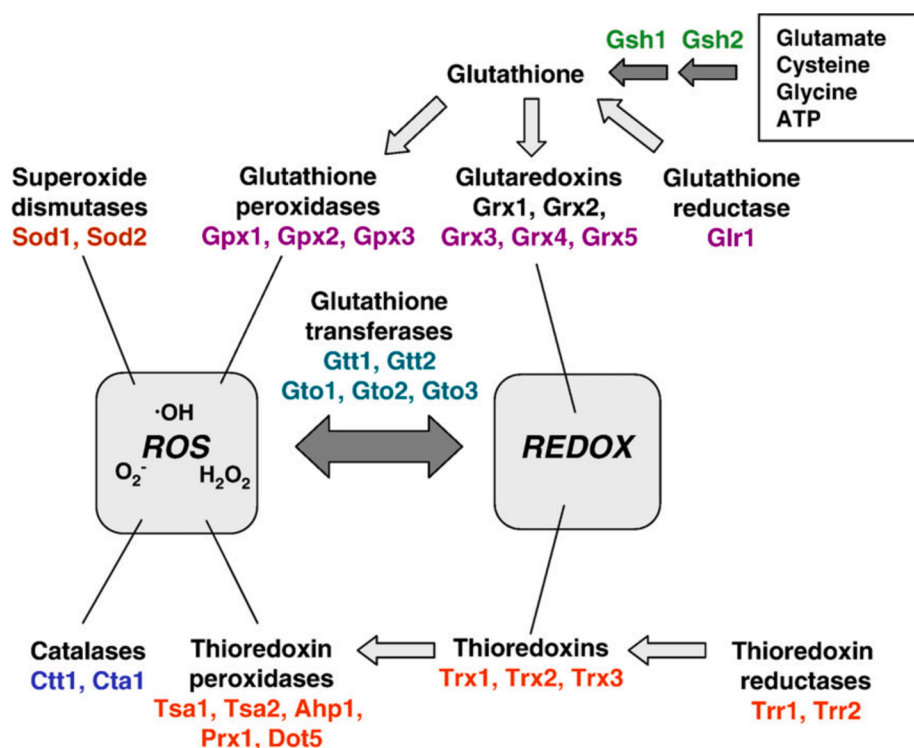 Gsh1 Gsh2
Glutamate
Cysteine
Glycine
ATP
Glutathione
Superoxide
dismutases
Sod1, Sod2
Glutathione
peroxidases
Gpx1, Gpx2, Gpx3
Glutaredoxins
Grx1, Grx2,
Grx3, Grx4, Grx5
Glutathione
reductase
Glr1
Glutathione
transferases
Gtt1, Gtt2
Gto1, Gto2, Gto3
·OH
ROS
O₂⁻
H₂O₂
REDOX
Catalases
Ctt1, Cta1
Thioredoxin
peroxidases
Tsa1, Tsa2, Ahp1,
Prx1, Dot5
Thioredoxins
Trx1, Trx2, Trx3
Thioredoxin
reductases
Trr1, Trr2